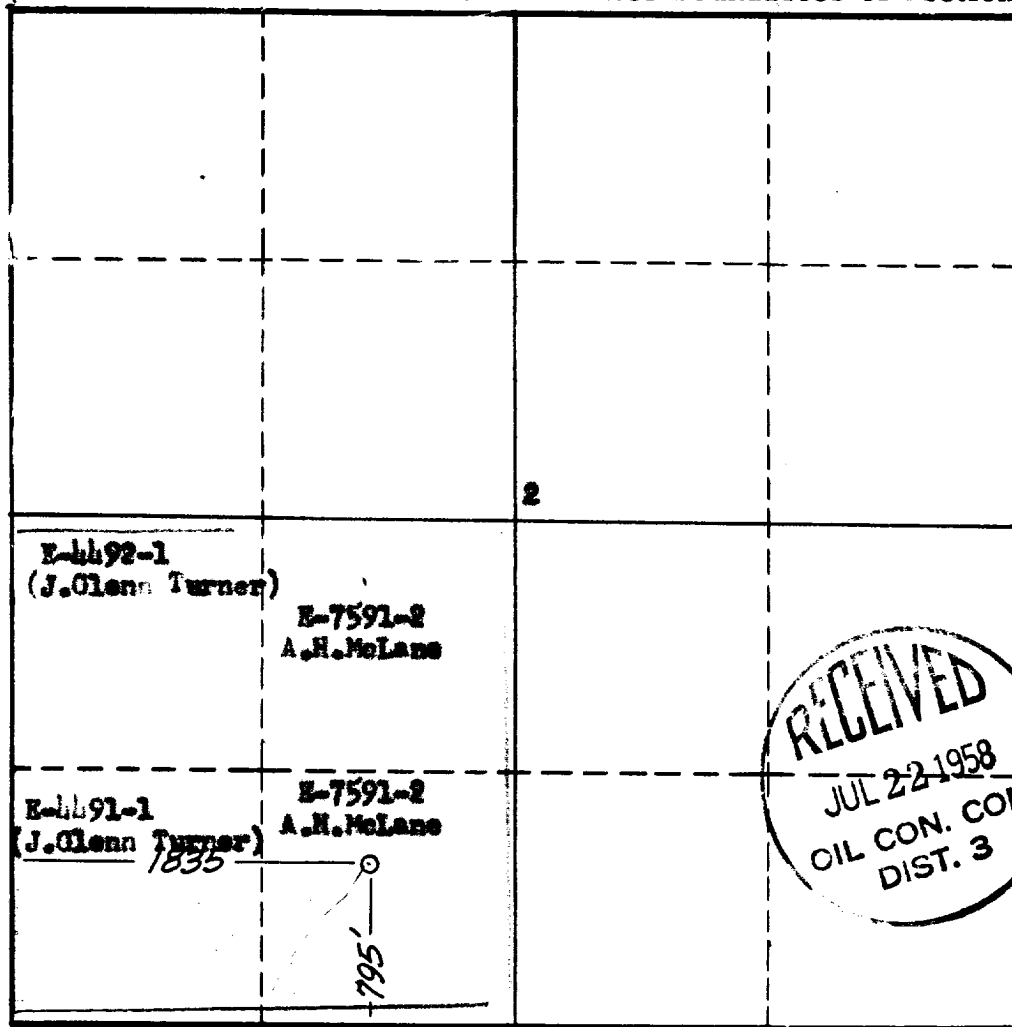 2
E-4492-1
(J.Glenn Turner)
E-7591-2
A.H.McLane
E-4491-1
(J.Glenn Turner)
E-7591-2
A.H.McLane
1835
795'
RECEIVED
JUL 22 1958
OIL CON. CO
DIST. 3